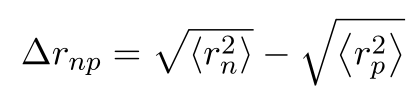 Δr_{np} = √⟨r_n^2⟩ − √⟨r_p^2⟩